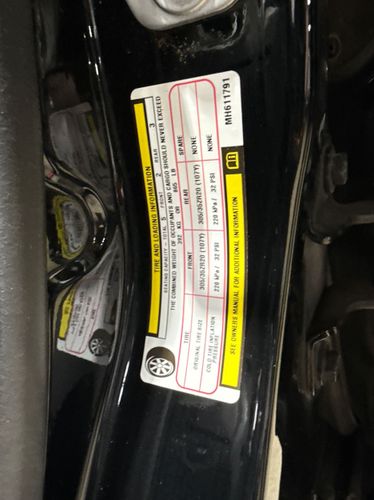 TIRE AND LOADING INFORMATION
SEATING CAPACITY - TOTAL 5 FRONT 2 REAR 3
THE COMBINED WEIGHT OF OCCUPANTS AND CARGO SHOULD NEVER EXCEED
392 KG OR 865 LB
TIRE FRONT REAR SPARE
ORIGINAL TIRE SIZE 305/35ZR20 (107Y) 305/35ZR20 (107Y) NONE
COLD TIRE INFLATION PRESSURE 220 kPa/ 32 PSI 220 kPa/ 32 PSI NONE
SEE OWNERS MANUAL FOR ADDITIONAL INFORMATION
MH611791